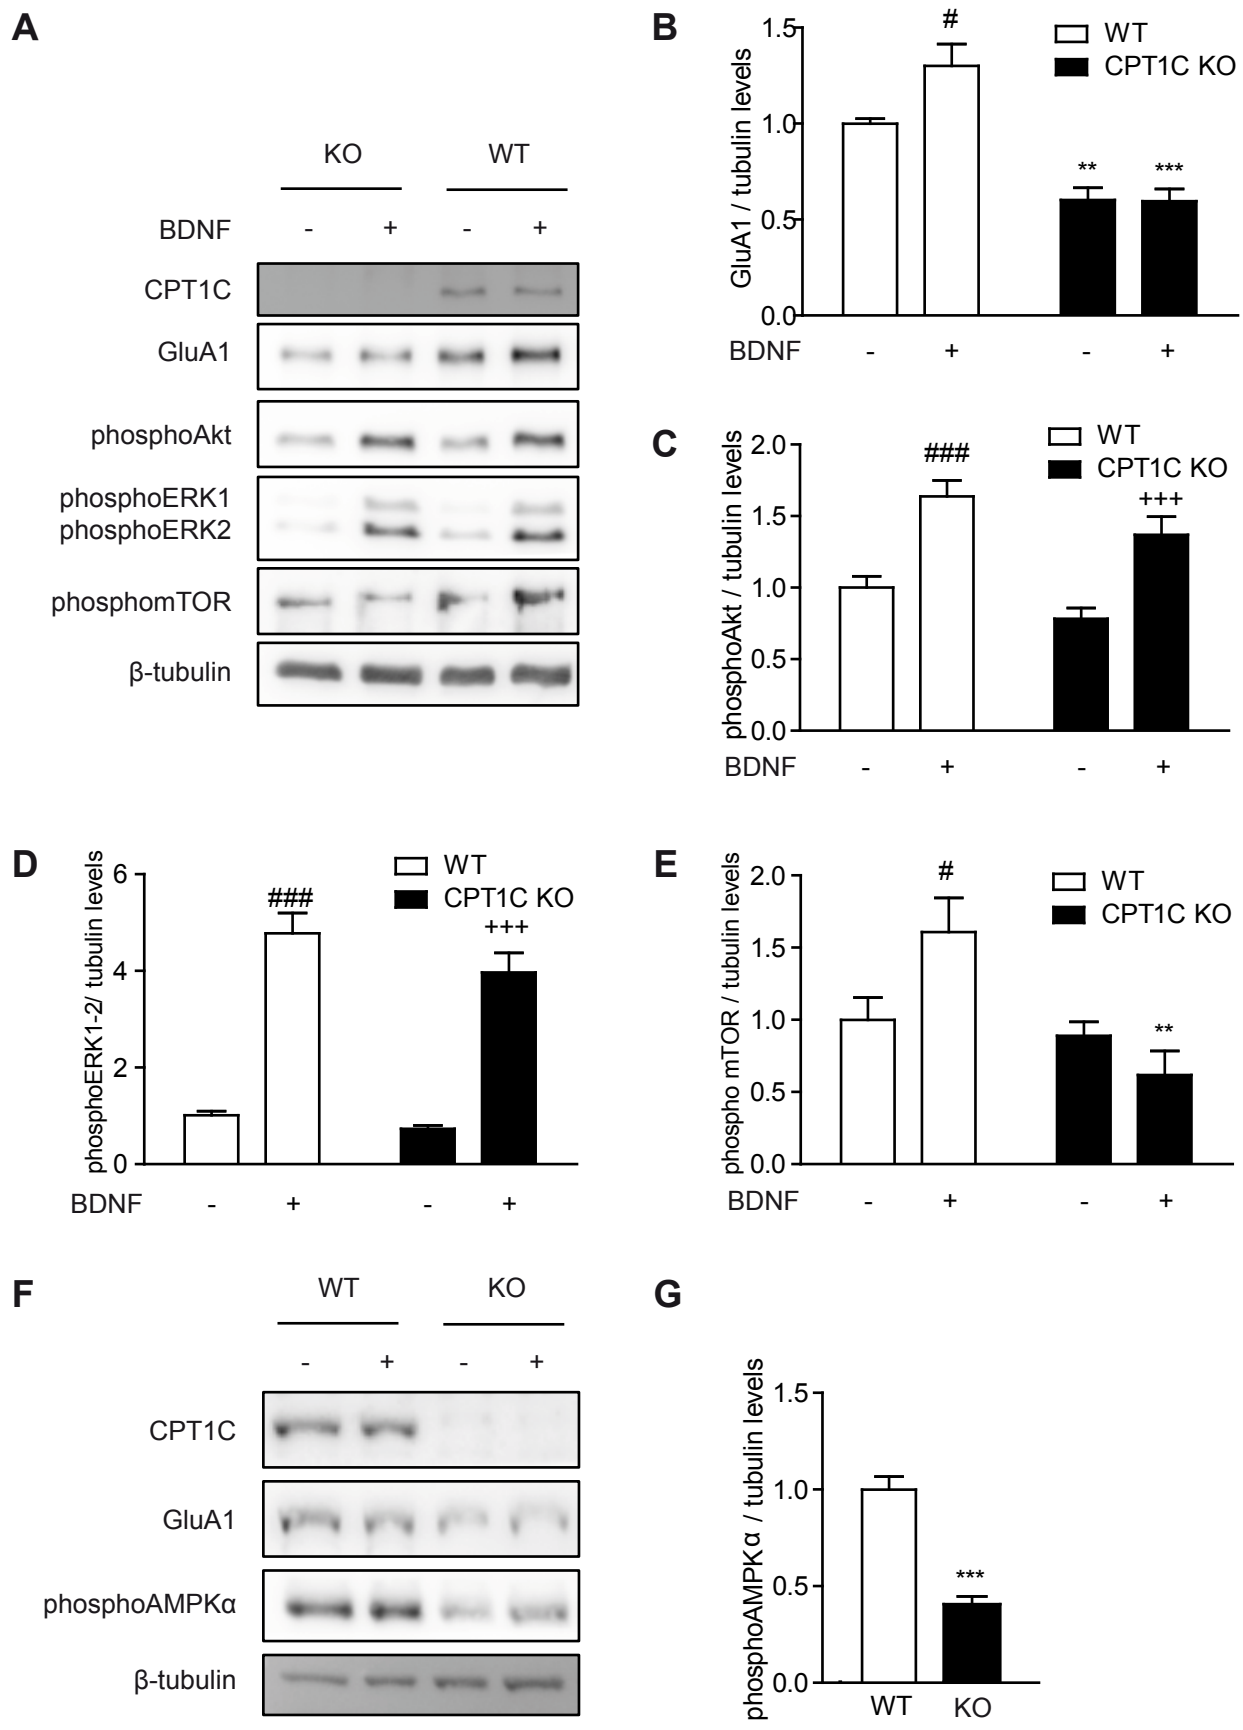 A
KO WT
BDNF - + - +
CPT1C
GluA1
phosphoAkt
phosphoERK1
phosphoERK2
phosphomTOR
β-tubulin
B
GluA1 / tubulin levels
1.5
1.0
0.5
0.0
#
** ***
WT
CPT1C KO
BDNF - + - +
C
phosphoAkt / tubulin levels
2.0
1.5
1.0
0.5
0.0
###
+++
WT
CPT1C KO
BDNF - + - +
D
phosphoERK1-2/ tubulin levels
6
4
2
0
###
+++
WT
CPT1C KO
BDNF - + - +
E
phospho mTOR / tubulin levels
2.0
1.5
1.0
0.5
0.0
#
**
WT
CPT1C KO
BDNF - + - +
F
WT KO
- + - +
CPT1C
GluA1
phosphoAMPKα
β-tubulin
G
phosphoAMPKα / tubulin levels
1.5
1.0
0.5
0.0
***
WT KO